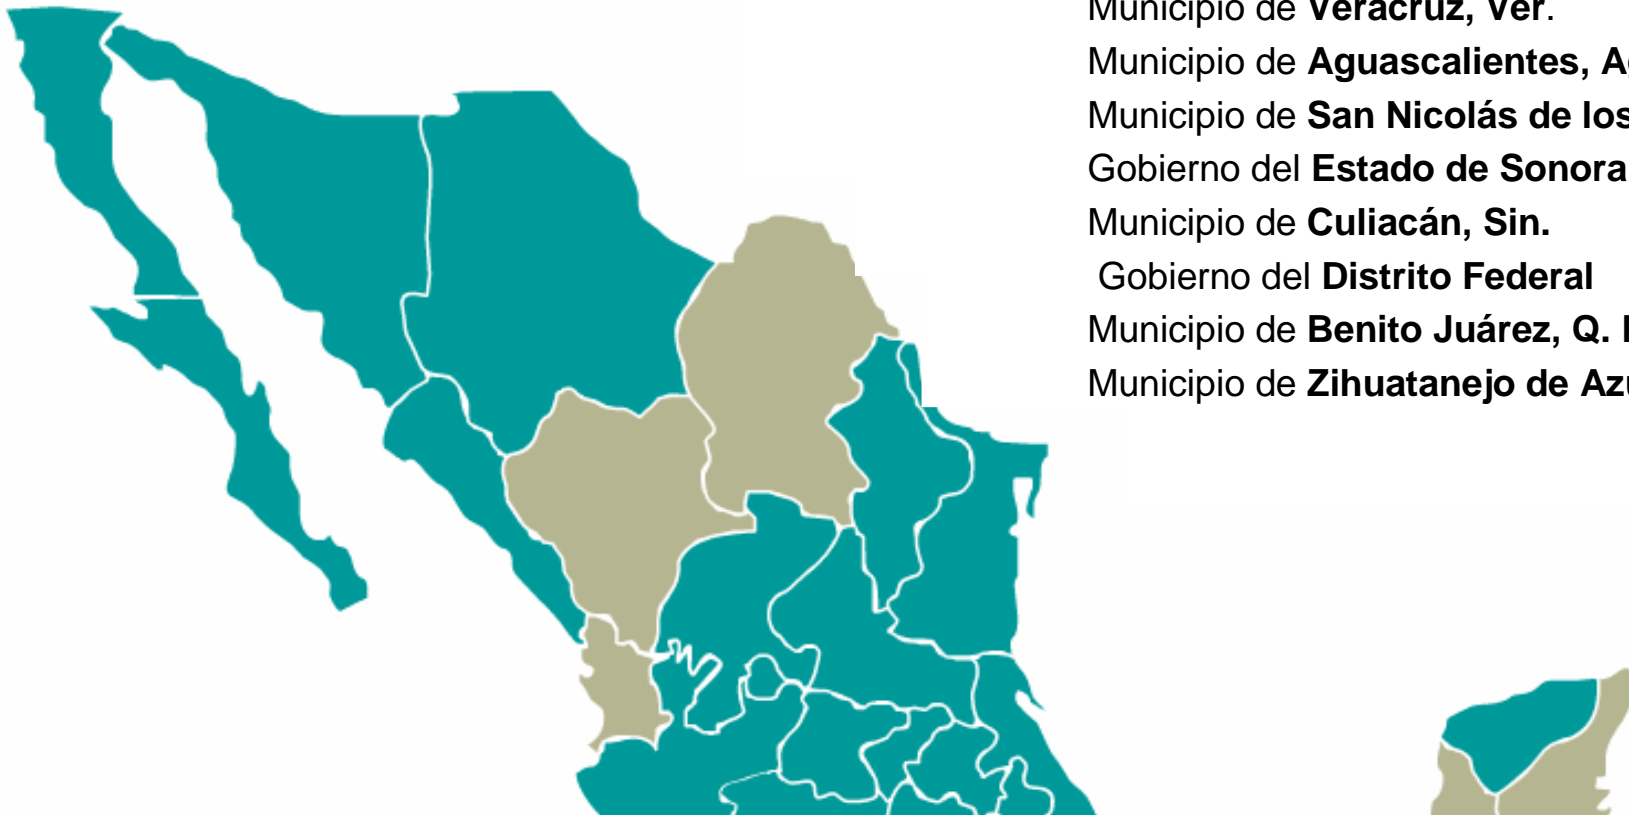 Municipio de Veracruz, Ver.
Municipio de Aguascalientes,
Municipio de San Nicolás de los
Gobierno del Estado de Sonora
Municipio de Culiacán, Sin.
Gobierno del Distrito Federal
Municipio de Benito Juárez, Q.
Municipio de Zihuatanejo de